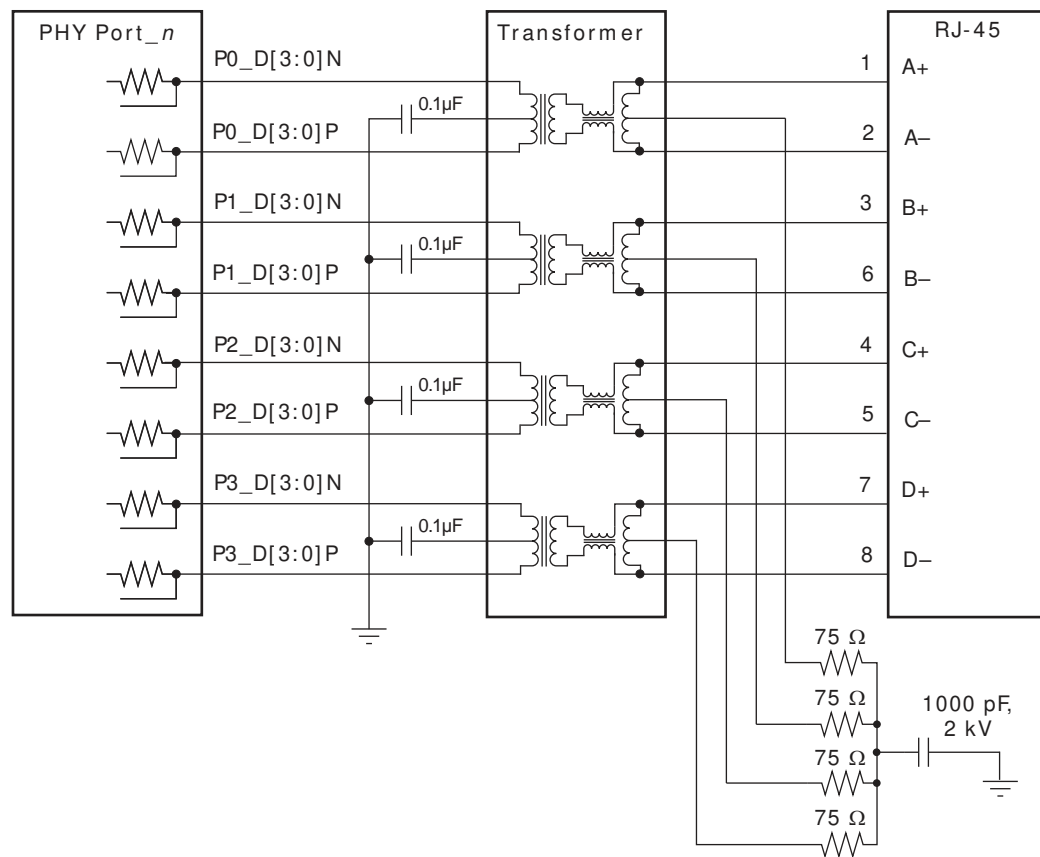 PHY Port_n
Transformer
RJ-45
P0_D[3:0]N
0.1µF
P0_D[3:0]P
1 A+
2 A–
P1_D[3:0]N
0.1µF
P1_D[3:0]P
3 B+
6 B–
P2_D[3:0]N
0.1µF
P2_D[3:0]P
4 C+
5 C–
P3_D[3:0]N
0.1µF
P3_D[3:0]P
7 D+
8 D–
75 Ω
75 Ω
75 Ω
75 Ω
1000 pF,
2 kV